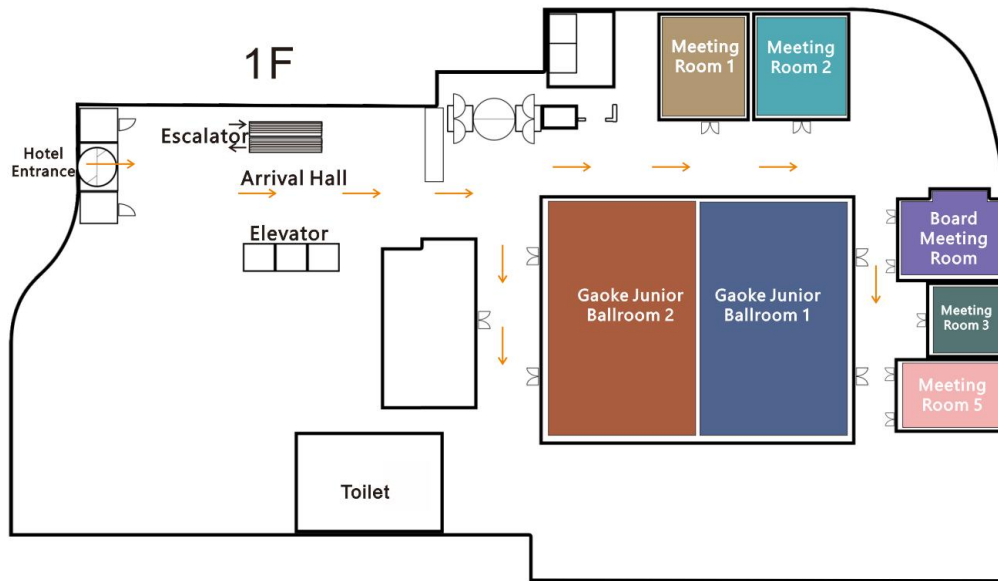 1F
Meeting
Room 1
Meeting
Room 2
Escalator
Hotel
Entrance
Arrival Hall
Elevator
Board
Meeting
Room
Gaoke Junior
Ballroom 2
Gaoke Junior
Ballroom 1
Meeting
Room 3
Meeting
Room 5
Toilet